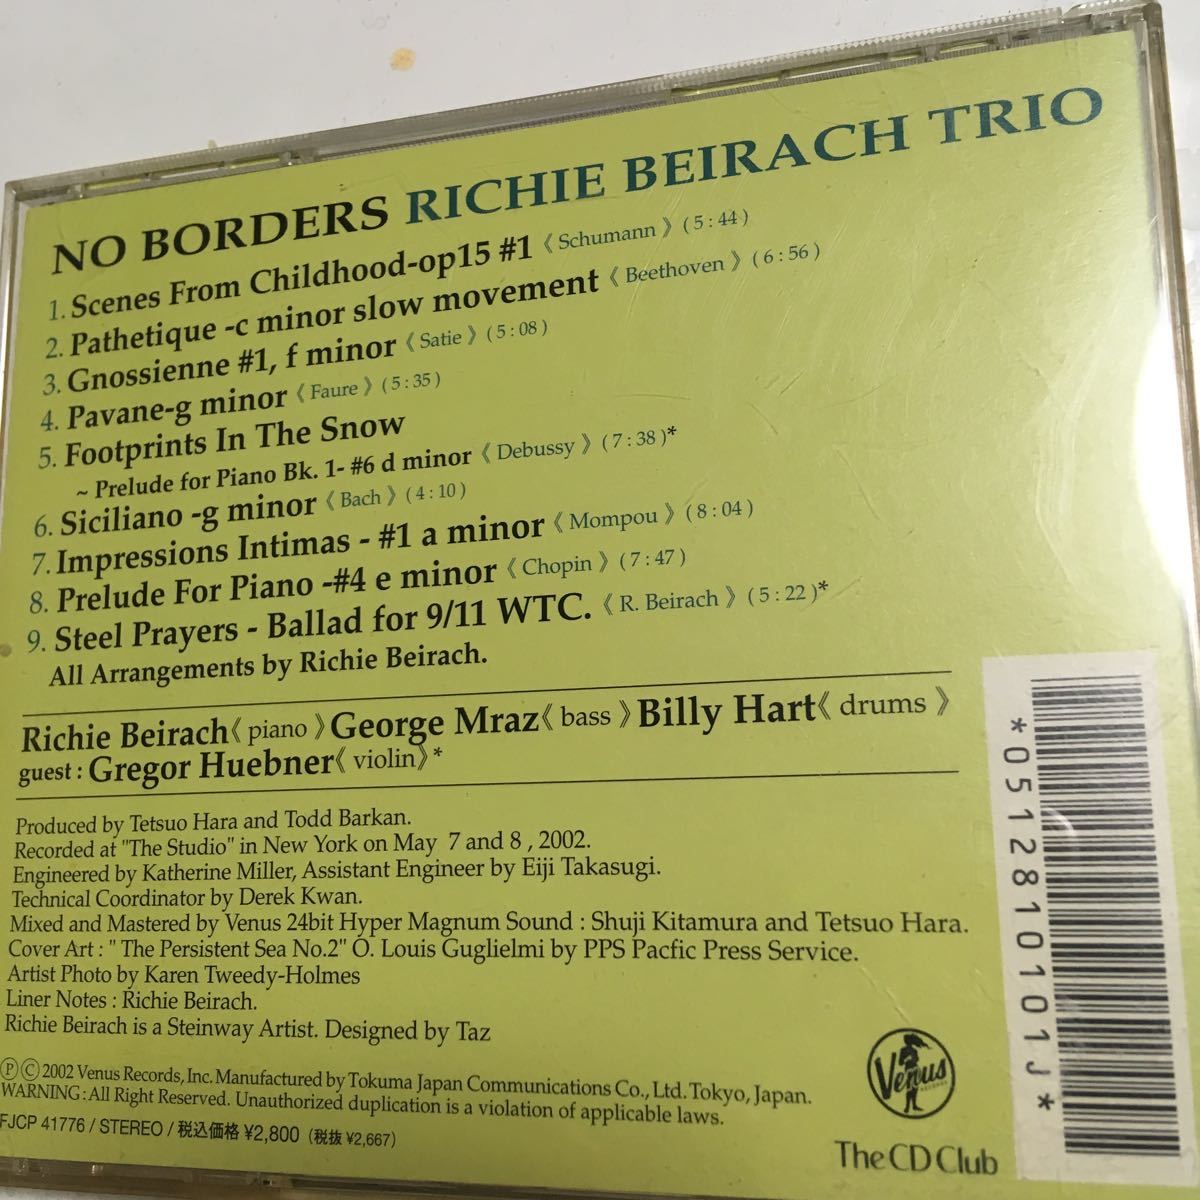 NO BORDERS RICHIE BEIRACH TRIO
1. Scenes From Childhood-op15 #1《Schumann》(5:44)
2. Pathetique -c minor slow movement《Beethoven》(6:56)
3. Gnossienne #1, f minor《Satie》(5:08)
4. Pavane-g minor《Faure》(5:35)
5. Footprints In The Snow
~ Prelude for Piano Bk. 1- #6 d minor《Debussy》(7:38)*
6. Siciliano -g minor《Bach》(4:10)
7. Impressions Intimas - #1 a minor《Mompou》(8:04)
8. Prelude For Piano -#4 e minor《Chopin》(7:47)
9. Steel Prayers - Ballad for 9/11 WTC.《R. Beirach》(5:22)*
All Arrangements by Richie Beirach.
Richie Beirach《piano》George Mraz《bass》Billy Hart《drums》
guest : Gregor Huebner《violin》*
Produced by Tetsuo Hara and Todd Barkan.
Recorded at "The Studio" in New York on May 7 and 8 , 2002.
Engineered by Katherine Miller, Assistant Engineer by Eiji Takasugi.
Technical Coordinator by Derek Kwan.
Mixed and Mastered by Venus 24bit Hyper Magnum Sound : Shuji Kitamura and Tetsuo Hara.
Cover Art : " The Persistent Sea No.2" O. Louis Guglielmi by PPS Pacfic Press Service.
Artist Photo by Karen Tweedy-Holmes
Liner Notes : Richie Beirach.
Richie Beirach is a Steinway Artist. Designed by Taz
Ⓟ©2002 Venus Records, Inc. Manufactured by Tokuma Japan Communications Co., Ltd. Tokyo, Japan.
WARNING : All Right Reserved. Unauthorized duplication is a violation of applicable laws.
FJCP 41776 / STEREO / 税込価格 ¥2,800 (税抜 ¥2,667)
Venus
RECORDS
The CD Club
*0512810101J*